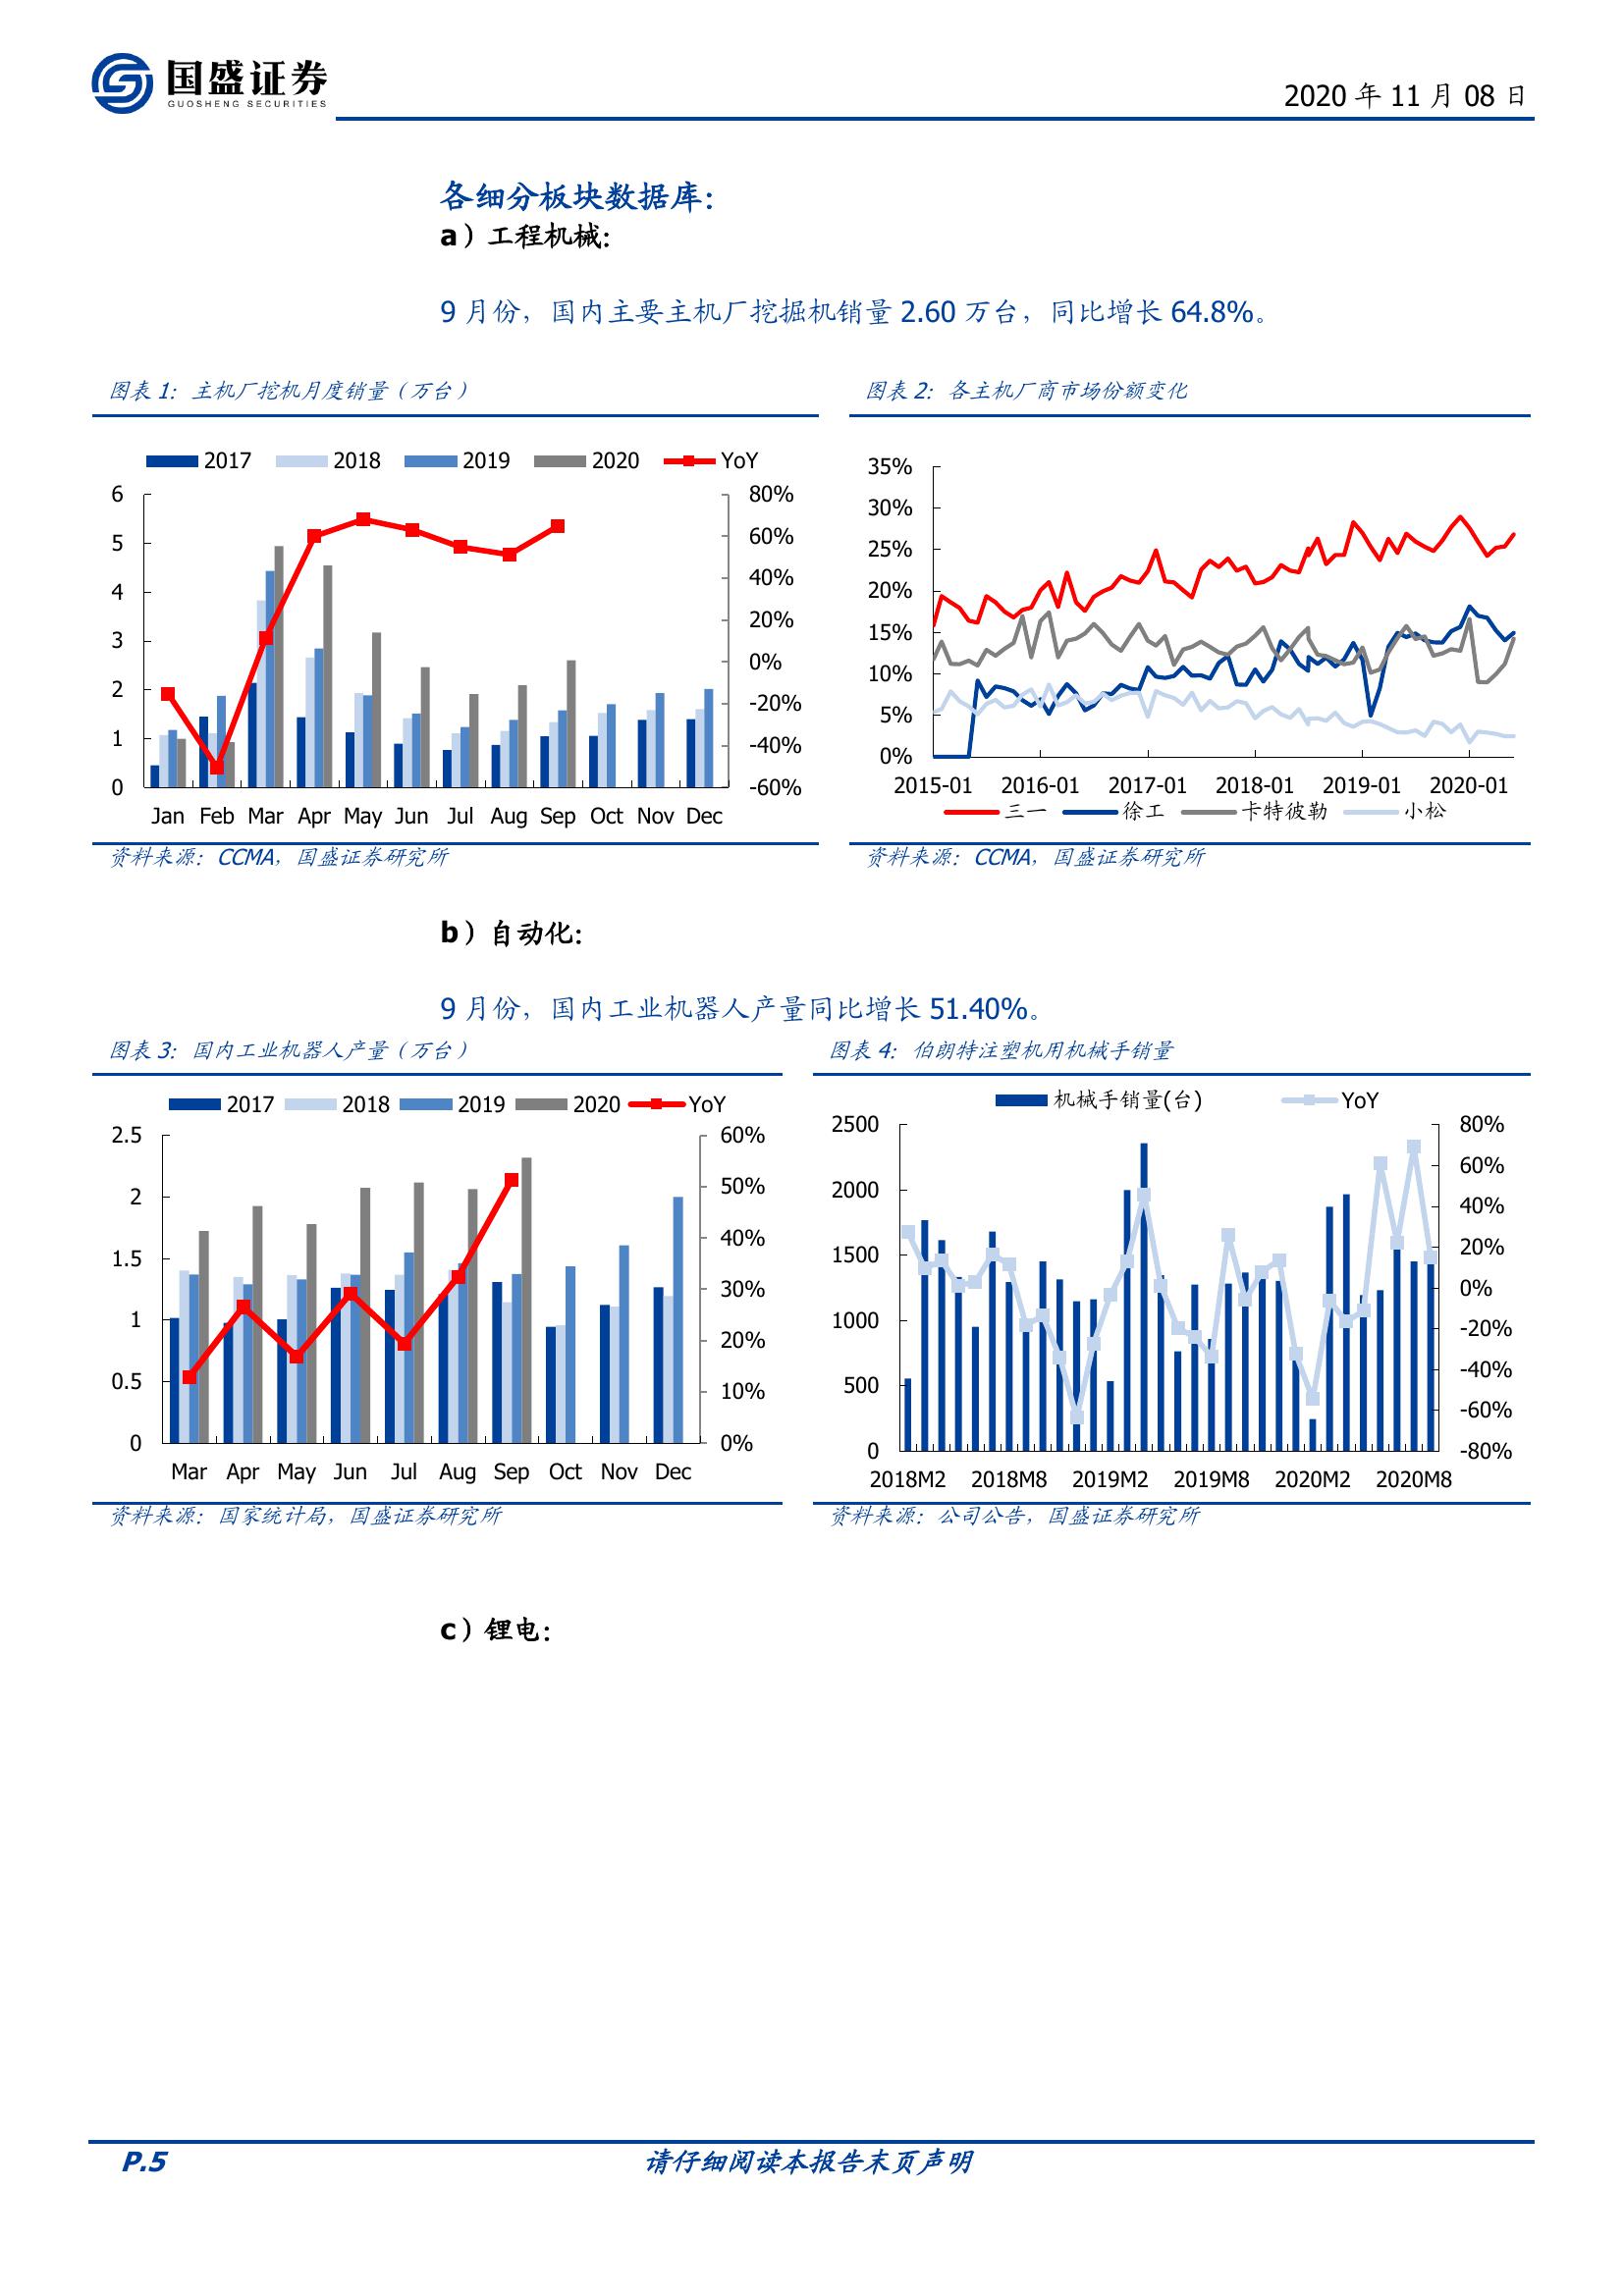 国盛证券
GUOSHENG SECURITIES
2020 年 11 月 08 日
各细分板块数据库：
a）工程机械：
9 月份，国内主要主机厂挖掘机销量 2.60 万台，同比增长 64.8%。
图表 1：主机厂挖机月度销量（万台）
2017 2018 2019 2020 YoY
6 80%
5 60%
4 40%
3 20%
2 0%
1 -20%
0 -40%
-60%
Jan Feb Mar Apr May Jun Jul Aug Sep Oct Nov Dec
资料来源：CCMA，国盛证券研究所
图表 2：各主机厂商市场份额变化
35%
30%
25%
20%
15%
10%
5%
0%
2015-01 2016-01 2017-01 2018-01 2019-01 2020-01
三一 徐工 卡特彼勒 小松
资料来源：CCMA，国盛证券研究所
b）自动化：
9 月份，国内工业机器人产量同比增长 51.40%。
图表 3：国内工业机器人产量（万台）
2017 2018 2019 2020 YoY
2.5 60%
2 50%
1.5 40%
1 30%
0.5 20%
0 10%
0%
Mar Apr May Jun Jul Aug Sep Oct Nov Dec
资料来源：国家统计局，国盛证券研究所
图表 4：伯朗特注塑机用机械手销量
机械手销量(台) YoY
2500 80%
2000 60%
1500 40%
1000 20%
500 0%
0 -20%
-40%
-60%
-80%
2018M2 2018M8 2019M2 2019M8 2020M2 2020M8
资料来源：公司公告，国盛证券研究所
c）锂电：
P.5 请仔细阅读本报告末页声明